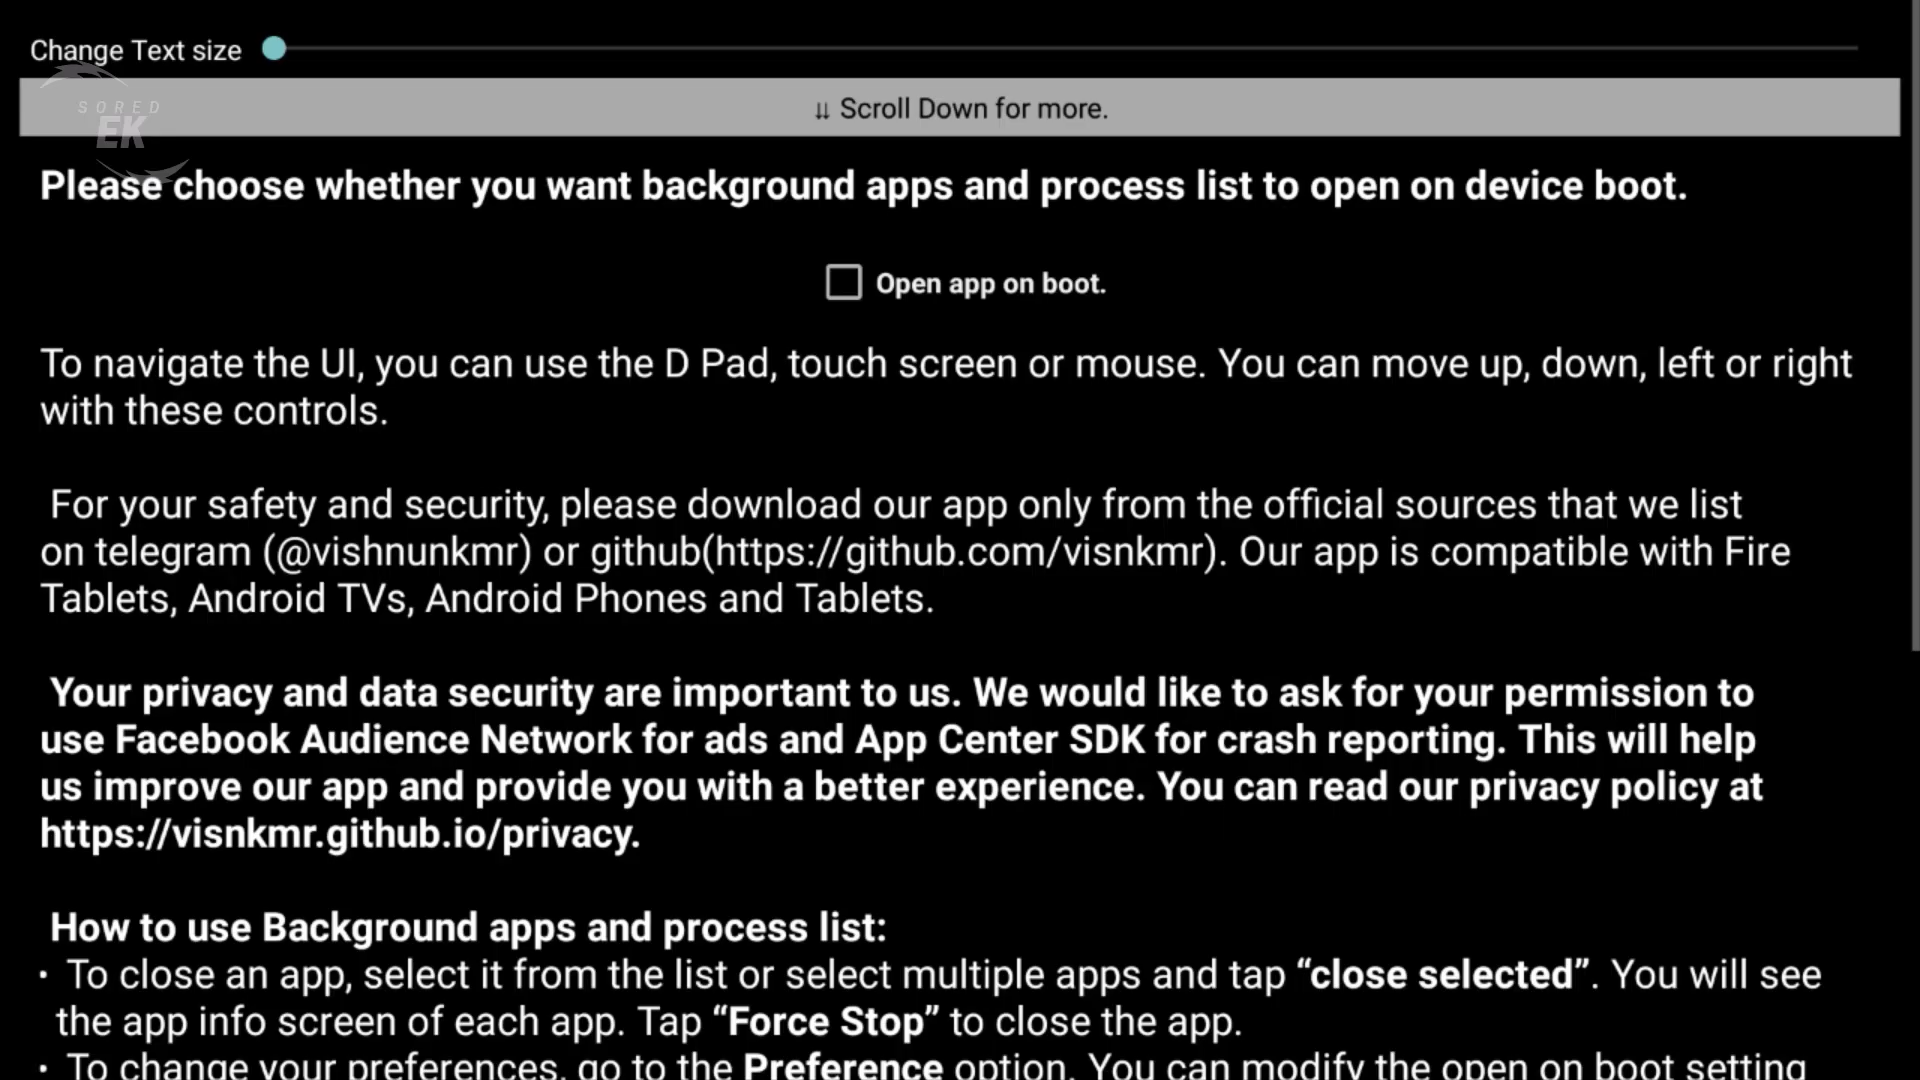 Change Text size
⇊ Scroll Down for more.
SORED
EK
Please choose whether you want background apps and process list to open on device boot.
Open app on boot.
To navigate the UI, you can use the D Pad, touch screen or mouse. You can move up, down, left or right
with these controls.
For your safety and security, please download our app only from the official sources that we list
on telegram (@vishnunkmr) or github(https://github.com/visnkmr). Our app is compatible with Fire
Tablets, Android TVs, Android Phones and Tablets.
Your privacy and data security are important to us. We would like to ask for your permission to
use Facebook Audience Network for ads and App Center SDK for crash reporting. This will help
us improve our app and provide you with a better experience. You can read our privacy policy at
https://visnkmr.github.io/privacy.
How to use Background apps and process list:
• To close an app, select it from the list or select multiple apps and tap “close selected”. You will see
the app info screen of each app. Tap “Force Stop” to close the app.
• To change your preferences, go to the Preference option. You can modify the open on boot setting